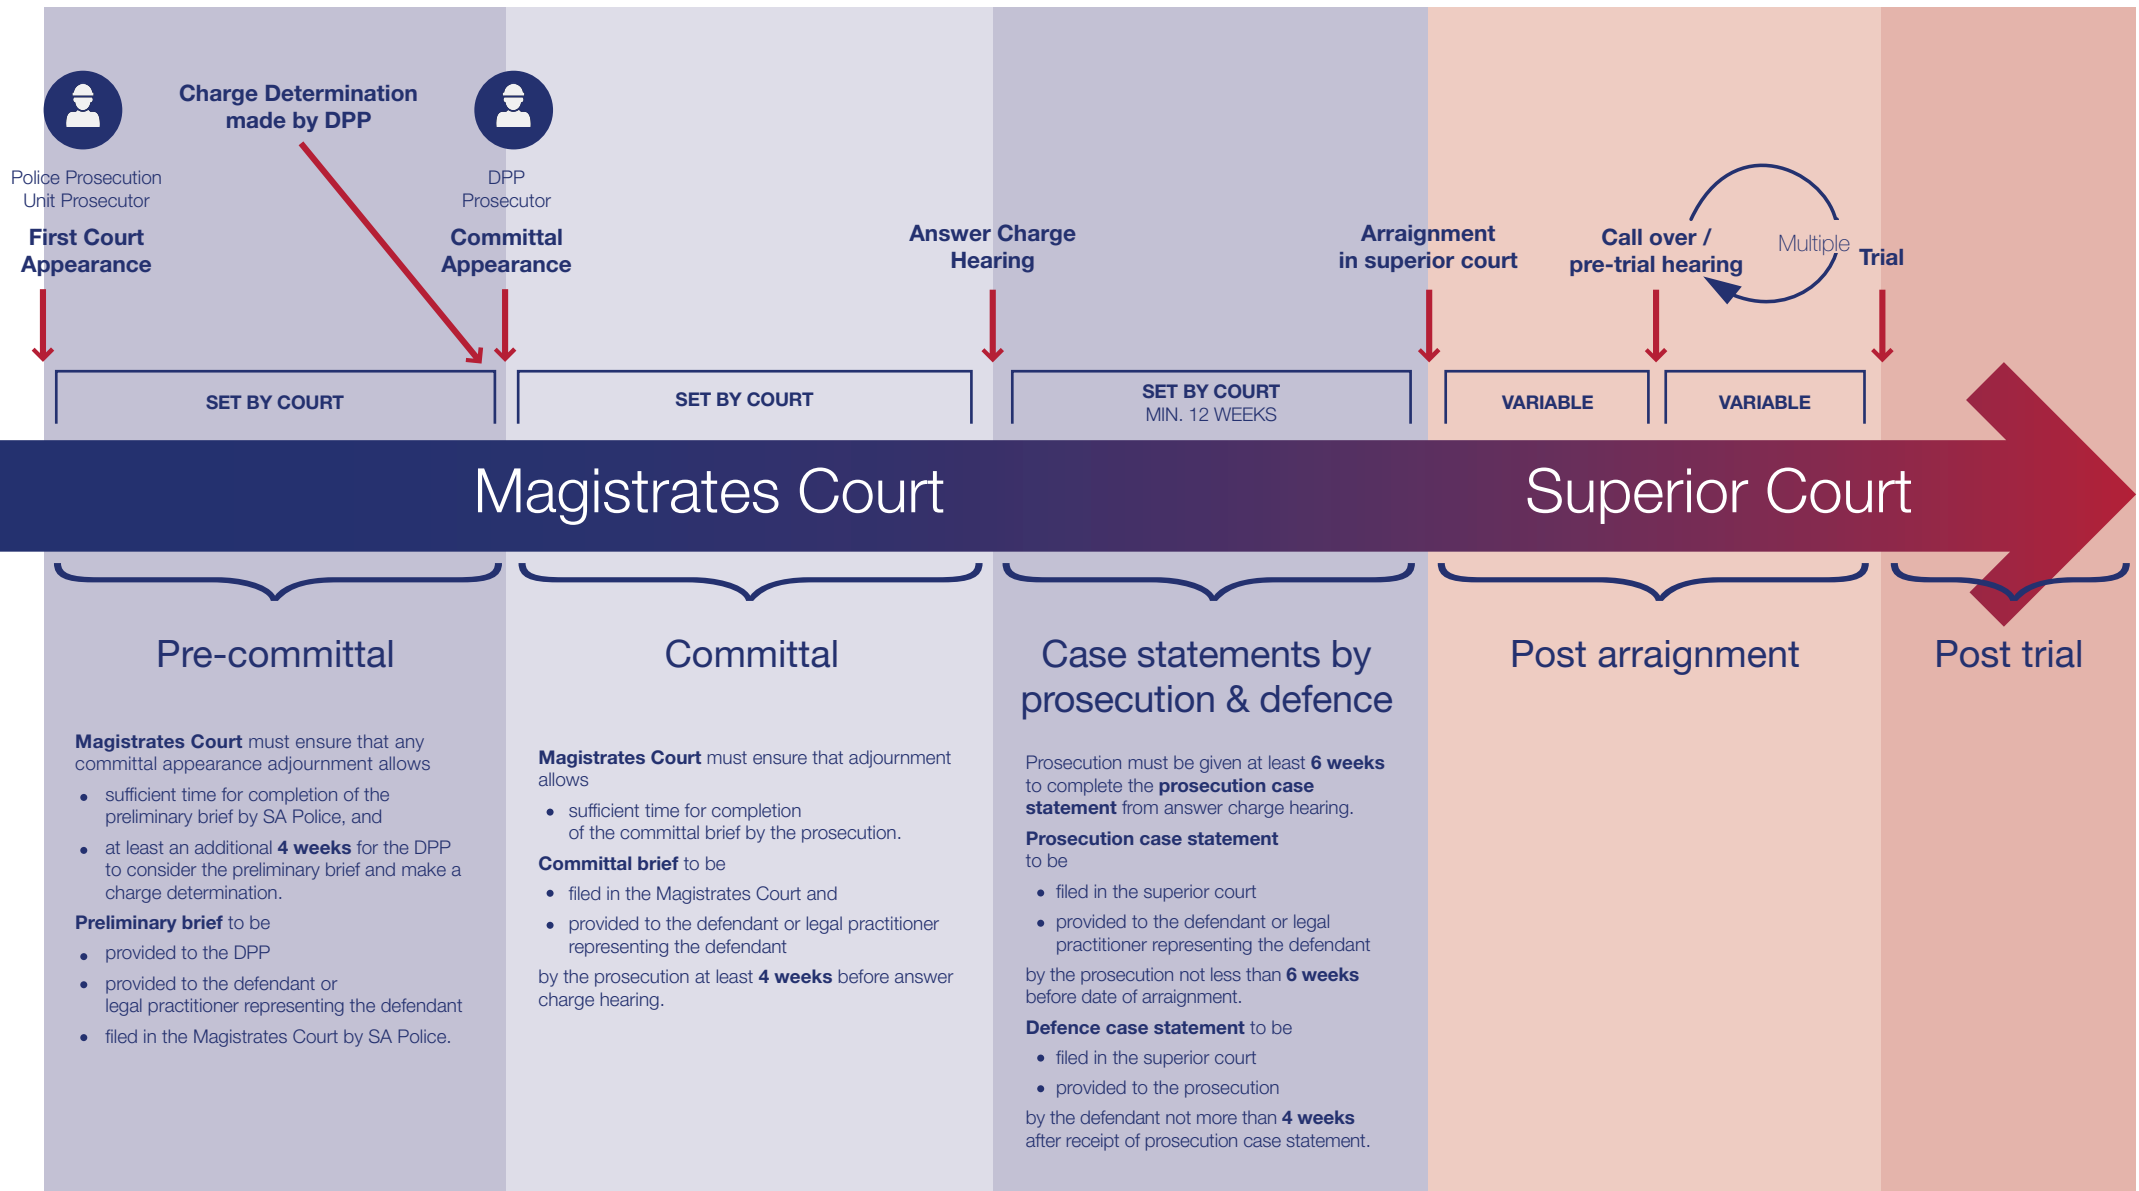 Charge Determination
made by DPP
Police Prosecution
Unit Prosecutor
First Court
Appearance
DPP
Prosecutor
Committal
Appearance
Answer Charge
Hearing
Arraignment
in superior court
Call over /
pre-trial hearing
Multiple
Trial
SET BY COURT
SET BY COURT
SET BY COURT
MIN. 12 WEEKS
VARIABLE
VARIABLE
Magistrates Court
Superior Court
Pre-committal
Magistrates Court must ensure that any
committal appearance adjournment allows
• sufficient time for completion of the
preliminary brief by SA Police, and
• at least an additional 4 weeks for the DPP
to consider the preliminary brief and make a
charge determination.
Preliminary brief to be
• provided to the DPP
• provided to the defendant or
legal practitioner representing the defendant
• filed in the Magistrates Court by SA Police.
Committal
Magistrates Court must ensure that adjournment
allows
• sufficient time for completion
of the committal brief by the prosecution.
Committal brief to be
• filed in the Magistrates Court and
• provided to the defendant or legal practitioner
representing the defendant
by the prosecution at least 4 weeks before answer
charge hearing.
Case statements by
prosecution & defence
Prosecution must be given at least 6 weeks
to complete the prosecution case
statement from answer charge hearing.
Prosecution case statement
to be
• filed in the superior court
• provided to the defendant or legal
practitioner representing the defendant
by the prosecution not less than 6 weeks
before date of arraignment.
Defence case statement to be
• filed in the superior court
• provided to the prosecution
by the defendant not more than 4 weeks
after receipt of prosecution case statement.
Post arraignment
Post trial